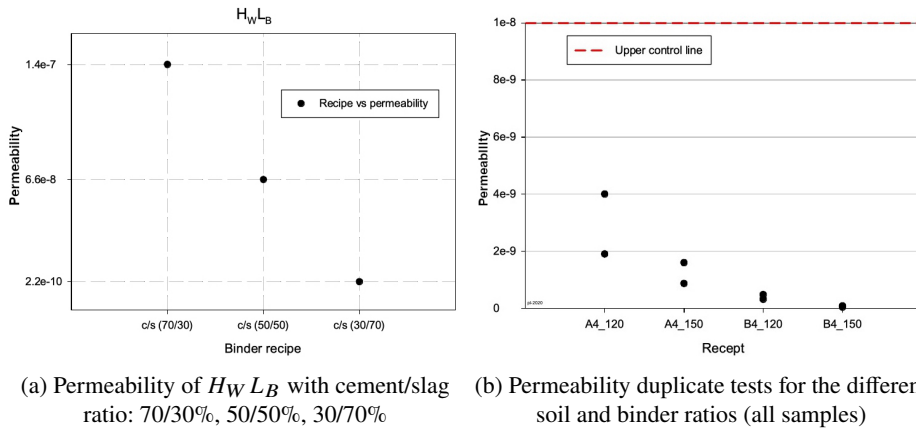 H_W L_B
1.4e-7
6.6e-8
2.2e-10
Permeability
Recipe vs permeability
c/s (70/30) c/s (50/50) c/s (30/70)
Binder recipe
(a) Permeability of H_W L_B with cement/slag
ratio: 70/30%, 50/50%, 30/70%
1e-8
8e-9
6e-9
4e-9
2e-9
0
Permeability
Upper control line
A4_120 A4_150 B4_120 B4_150
Recept
(b) Permeability duplicate tests for the differen
soil and binder ratios (all samples)